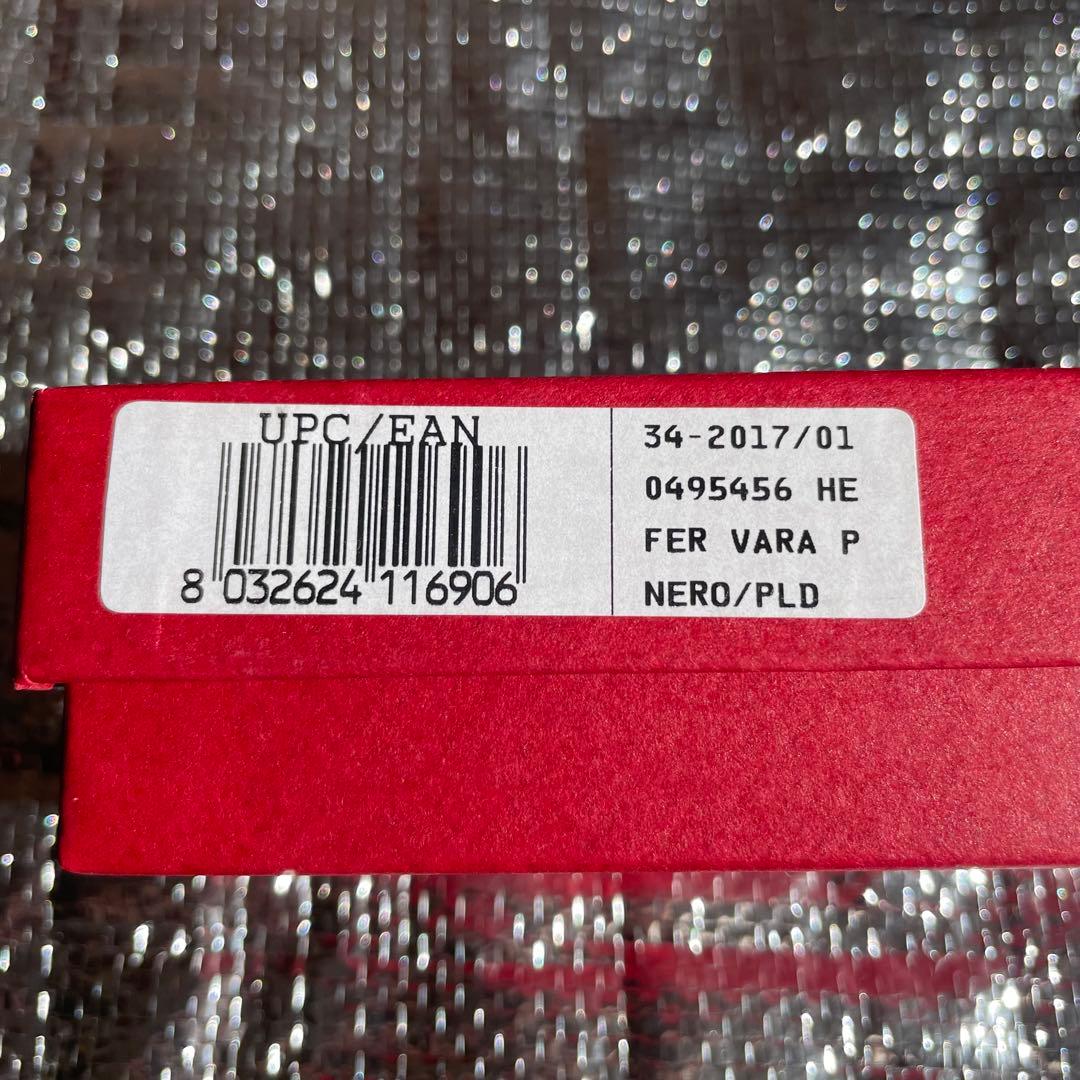 UPC/EAN
8 032624 116906
34-2017/01
0495456 HE
FER VARA P
NERO/PLD